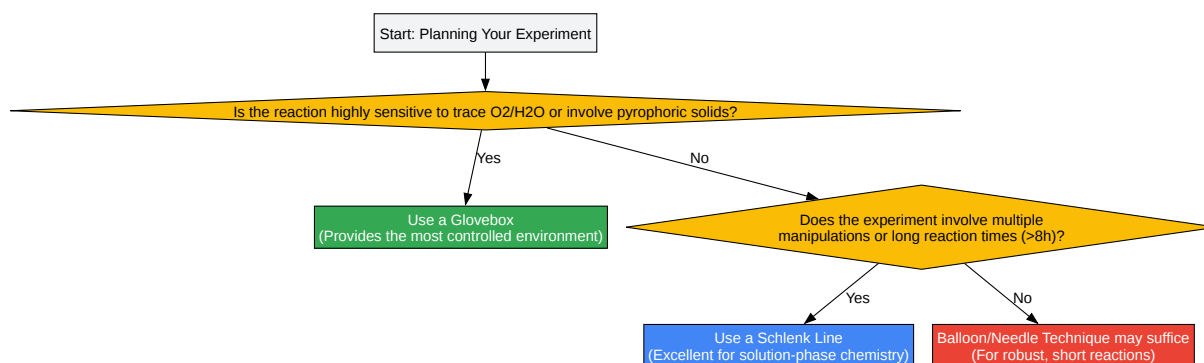 Start: Planning Your Experiment
Is the reaction highly sensitive to trace O2/H2O or involve pyrophoric solids?
Yes
No
Use a Glovebox
(Provides the most controlled environment)
Does the experiment involve multiple
manipulations or long reaction times (>8h)?
Yes
No
Use a Schlenk Line
(Excellent for solution-phase chemistry)
Balloon/Needle Technique may suffice
(For robust, short reactions)